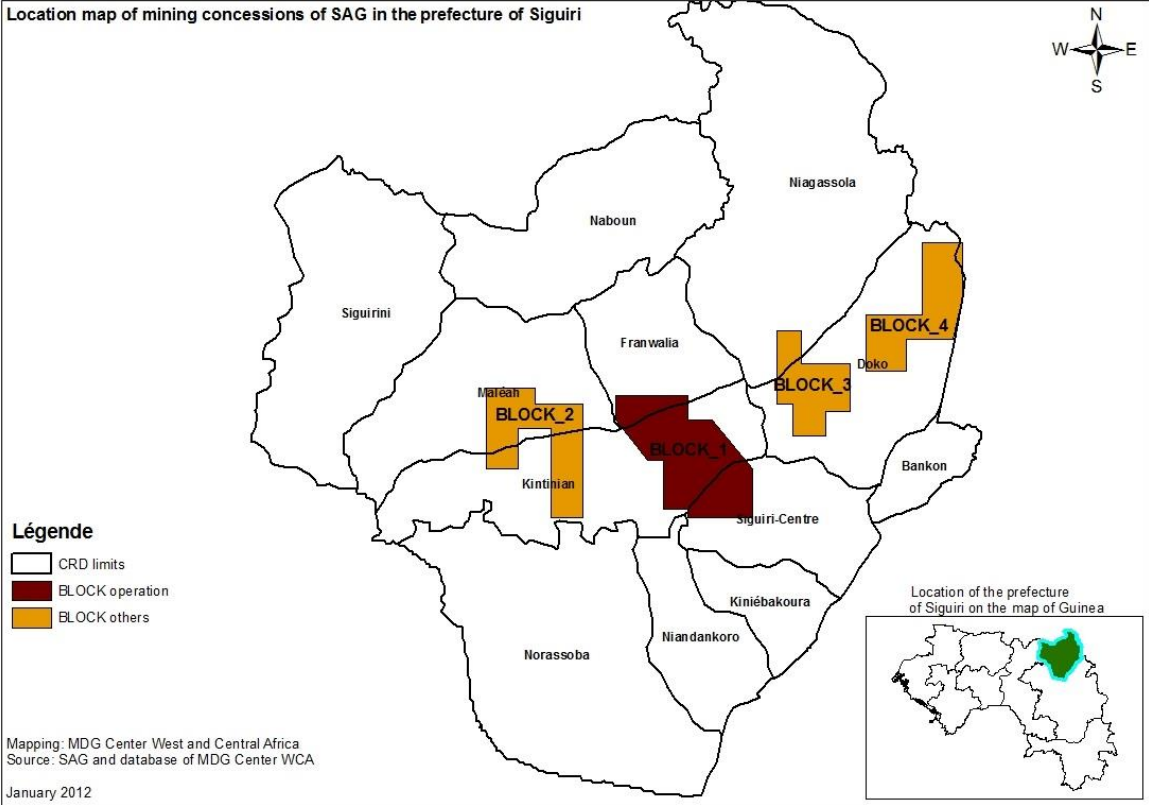 Location map of mining concessions of SAG in the prefecture of Siguiri
N
W E
S
Niagassola
Naboun
Siguirini
Franwalia
BLOCK_4
Doko
BLOCK_3
Maléah
BLOCK_2
BLOCK_1
Bankon
Kintinian
Siguiri-Centre
Légende
CRD limits
BLOCK operation
BLOCK others
Kiniébakoura
Niandankoro
Norassoba
Location of the prefecture
of Siguiri on the map of Guinea
Mapping: MDG Center West and Central Africa
Source: SAG and database of MDG Center WCA
January 2012